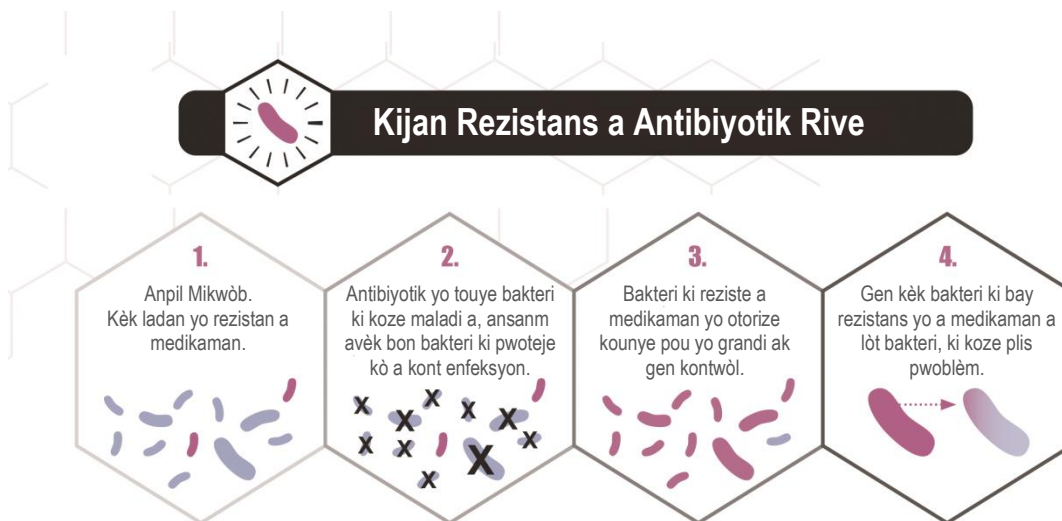 Kijan Rezistans a Antibiyotik Rive
1.
Anpil Mikwòb.
Kèk ladan yo rezistan a
medikaman.
2.
Antibiyotik yo touye bakteri
ki koze maladi a, ansanm
avèk bon bakteri ki pwoteje
kò a kont enfeksyon.
X X X X X X X X X X
3.
Bakteri ki reziste a
medikaman yo otorize
kounye pou yo grandi ak
gen kontwòl.
4.
Gen kèk bakteri ki bay
rezistans yo a medikaman a
lòt bakteri, ki koze plis
pwoblèm.